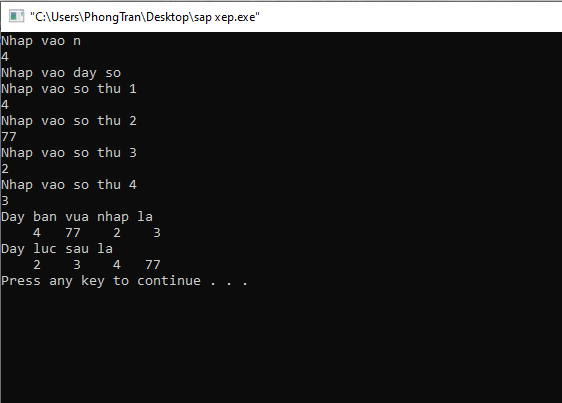 "C:\Users\PhongTran\Desktop\sap xep.exe"
Nhap vao n
4
Nhap vao day so
Nhap vao so thu 1
4
Nhap vao so thu 2
77
Nhap vao so thu 3
2
Nhap vao so thu 4
3
Day ban vua nhap la
    4   77    2    3
Day luc sau la
    2    3    4   77
Press any key to continue . . .